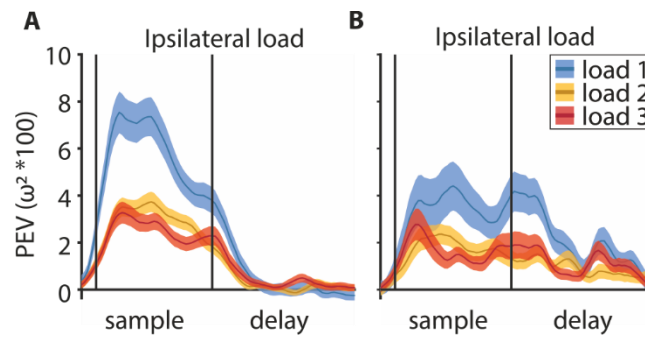 A
Ipsilateral load
B
Ipsilateral load
PEV (ω² *100)
10
8
6
4
2
0
load 1
load 2
load 3
sample
delay
sample
delay